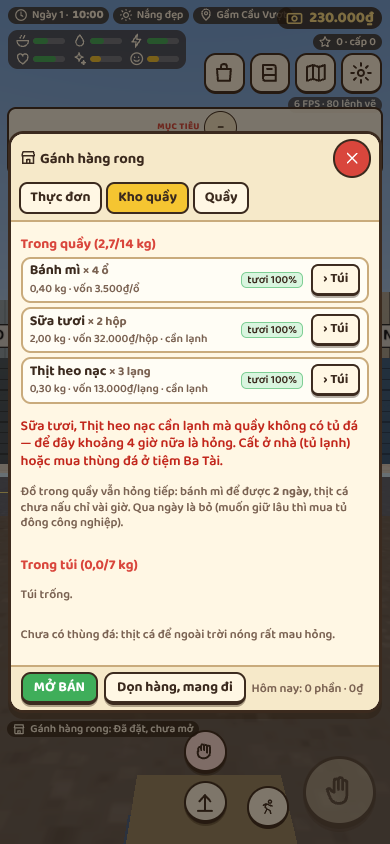 Ngày 1 · 10:00
Nắng đẹp
Gầm Cầu Vư
230.000₫
0 · cấp 0
6 FPS · 80 lệnh vẽ
MỤC TIÊU
–
Gánh hàng rong
Thực đơn
Kho quầy
Quầy
Trong quầy (2,7/14 kg)
Bánh mì × 4 ổ
0,40 kg · vốn 3.500₫/ổ
tươi 100%
› Túi
Sữa tươi × 2 hộp
2,00 kg · vốn 32.000₫/hộp · cần lạnh
tươi 100%
› Túi
Thịt heo nạc × 3 lạng
0,30 kg · vốn 13.000₫/lạng · cần lạnh
tươi 100%
› Túi
Sữa tươi, Thịt heo nạc cần lạnh mà quầy không có tủ đá
— để đây khoảng 4 giờ nữa là hỏng. Cất ở nhà (tủ lạnh)
hoặc mua thùng đá ở tiệm Ba Tài.
Đồ trong quầy vẫn hỏng tiếp: bánh mì để được 2 ngày, thịt cá
chưa nấu chỉ vài giờ. Qua ngày là bỏ (muốn giữ lâu thì mua tủ
đông công nghiệp).
Trong túi (0,0/7 kg)
Túi trống.
Chưa có thùng đá: thịt cá để ngoài trời nóng rất mau hỏng.
MỞ BÁN
Dọn hàng, mang đi
Hôm nay: 0 phần · 0₫
Gánh hàng rong: Đã đặt, chưa mở